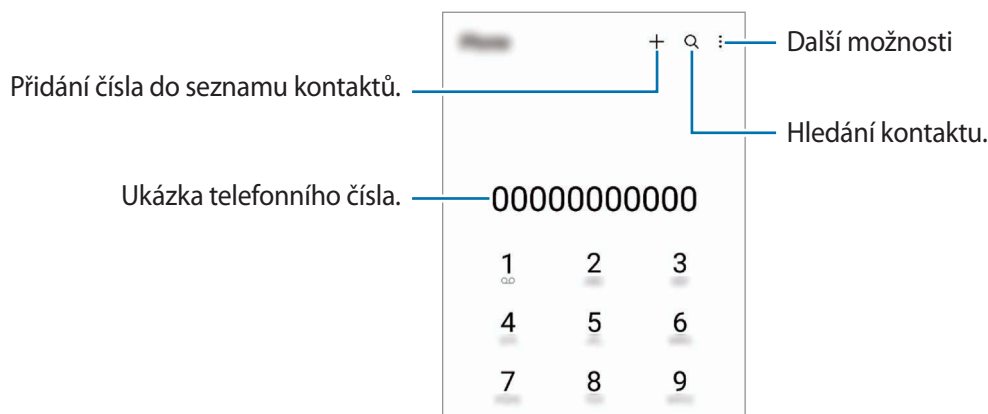 Další možnosti
Přidání čísla do seznamu kontaktů.
Hledání kontaktu.
Ukázka telefonního čísla.
00000000000
1 2 3
4 5 6
7 8 9